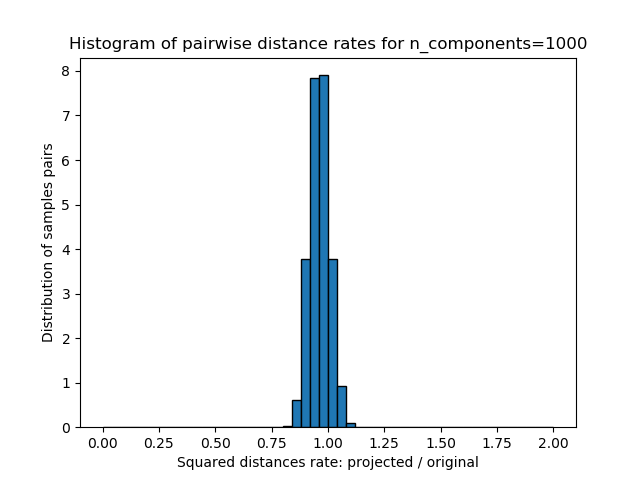 Histogram of pairwise distance rates for n_components=1000
8
7
6
5
4
3
2
1
0
Distribution of samples pairs
0.00 0.25 0.50 0.75 1.00 1.25 1.50 1.75 2.00
Squared distances rate: projected / original